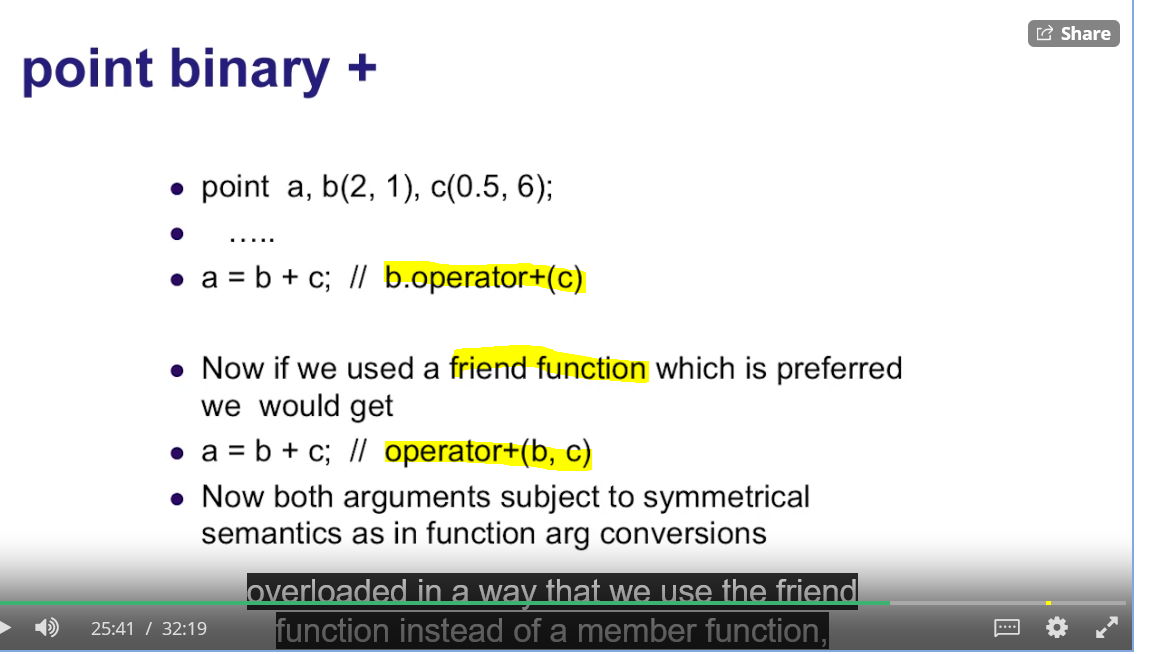 Share
point binary +
• point a, b(2, 1), c(0.5, 6);
• .....
• a = b + c; // b.operator+(c)
• Now if we used a friend function which is preferred
we would get
• a = b + c; // operator+(b, c)
• Now both arguments subject to symmetrical
semantics as in function arg conversions
overloaded in a way that we use the friend
function instead of a member function,
25:41 / 32:19